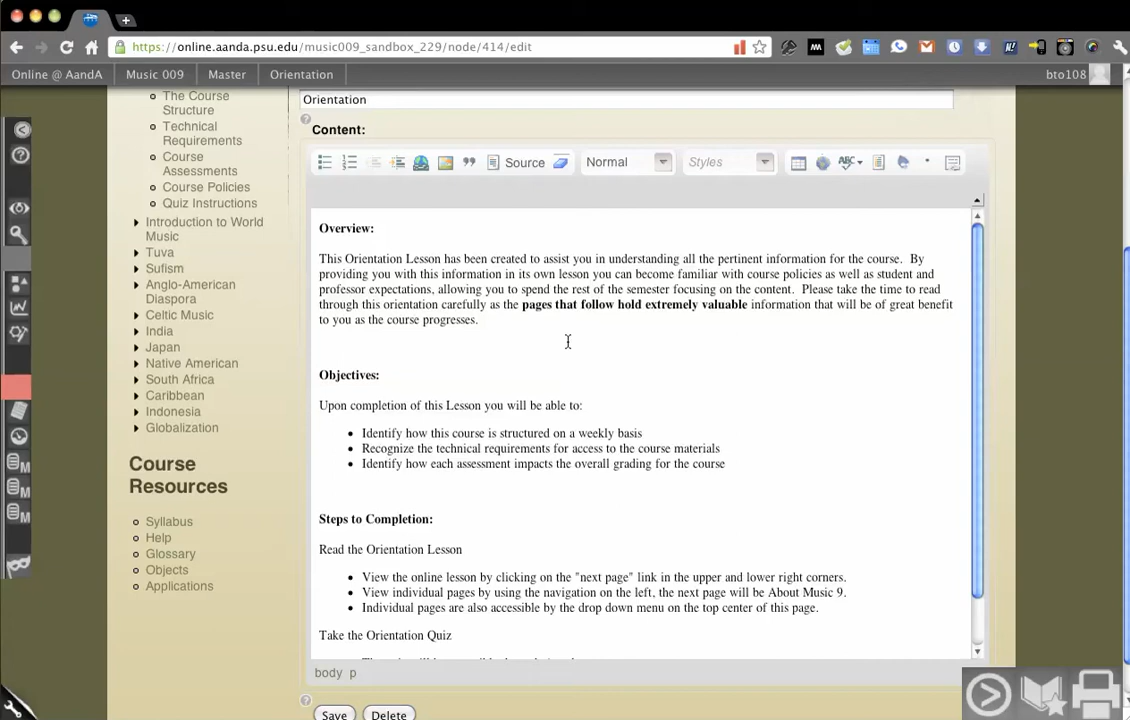 https://online.aanda.psu.edu/music009_sandbox_229/node/414/edit
Online @ AandA
Music 009
Master
Orientation
bto108
The Course
Structure
Technical
Requirements
Course
Assessments
Course Policies
Quiz Instructions
Introduction to World
Music
Tuva
Sufism
Anglo-American
Diaspora
Celtic Music
India
Japan
Native American
South Africa
Caribbean
Indonesia
Globalization
Course
Resources
Syllabus
Help
Glossary
Objects
Applications
Orientation
Content:
Source
Normal
Styles
ABC
Overview:
This Orientation Lesson has been created to assist you in understanding all the pertinent information for the course. By
providing you with this information in its own lesson you can become familiar with course policies as well as student and
professor expectations, allowing you to spend the rest of the semester focusing on the content. Please take the time to read
through this orientation carefully as the pages that follow hold extremely valuable information that will be of great benefit
to you as the course progresses.
Objectives:
Upon completion of this Lesson you will be able to:
Identify how this course is structured on a weekly basis
Recognize the technical requirements for access to the course materials
Identify how each assessment impacts the overall grading for the course
Steps to Completion:
Read the Orientation Lesson
View the online lesson by clicking on the "next page" link in the upper and lower right corners.
View individual pages by using the navigation on the left, the next page will be About Music 9.
Individual pages are also accessible by the drop down menu on the top center of this page.
Take the Orientation Quiz
body p
Save
Delete